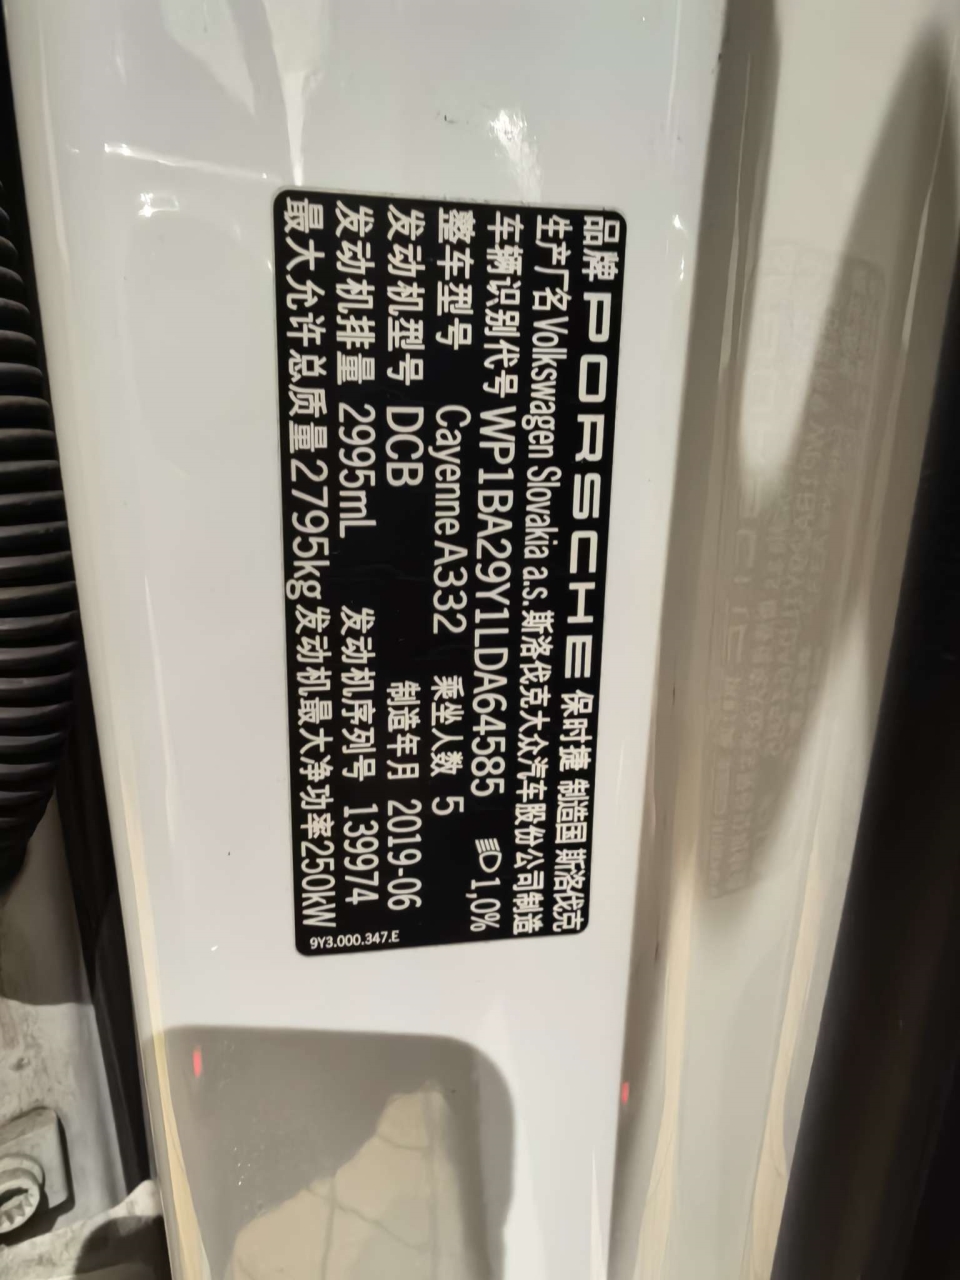 品牌 PORSCHE 保时捷 制造国 斯洛伐克
生产厂名 Volkswagen Slovakia a.s. 斯洛伐克大众汽车股份公司制造
车辆识别代号 WP1BA29Y1LDA64585 1,0%
整车型号 Cayenne A332 乘坐人数 5
发动机型号 DCB 制造年月 2019-06
发动机排量 2995mL 发动机序列号 139974
最大允许总质量 2795kg 发动机最大净功率 250kW
9Y3.000.347.E